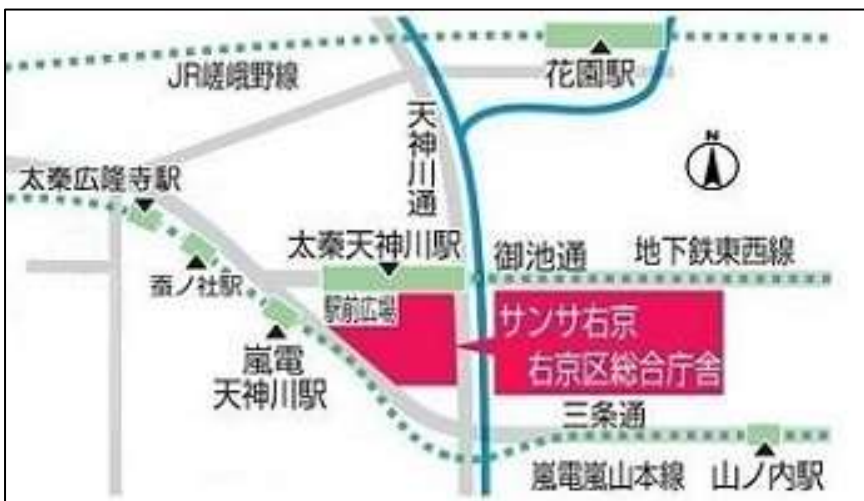 JR嵯峨野線
花園駅
天神川通
N
太秦広隆寺駅
太秦天神川駅
御池通
地下鉄東西線
蚕ノ社駅
駅前広場
サンサ右京
右京区総合庁舎
嵐電
天神川駅
三条通
嵐電嵐山本線
山ノ内駅